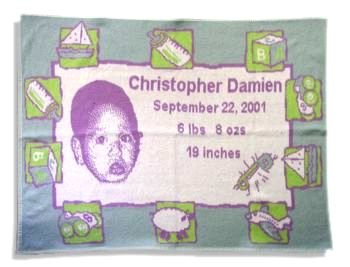 Christopher Damien
September 22, 2001
6 lbs 8 ozs
19 inches